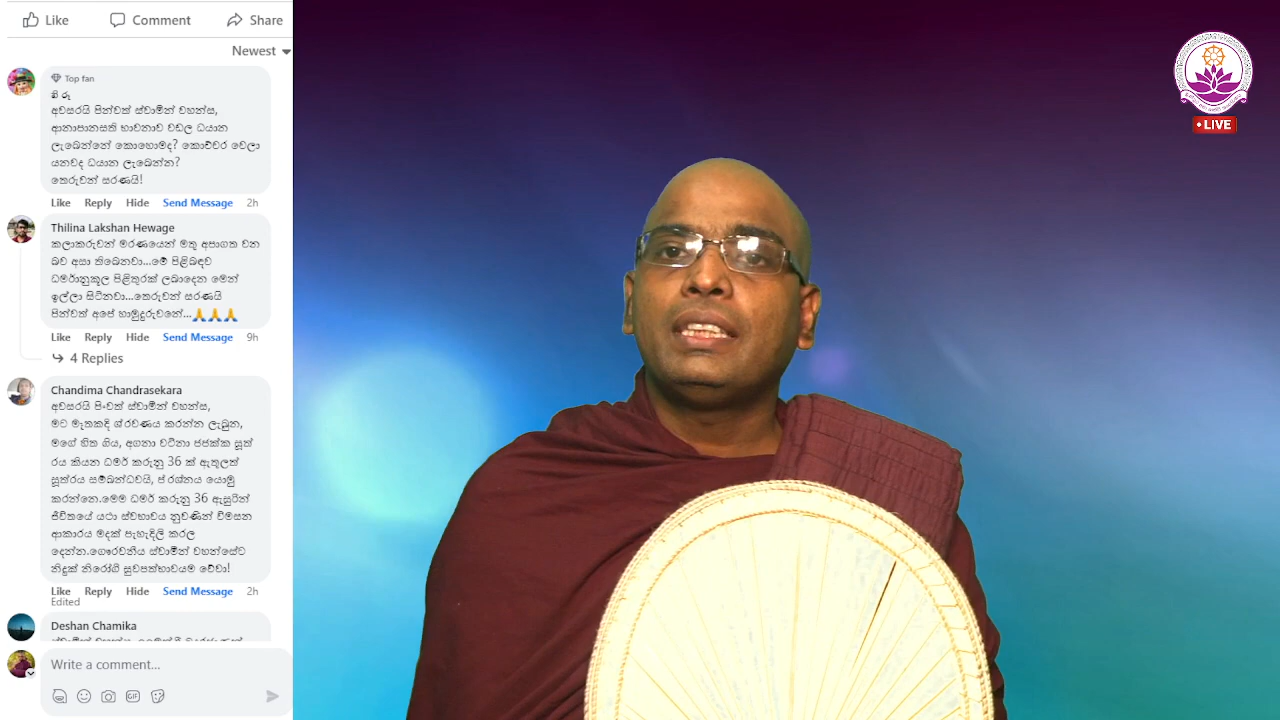 Like Comment Share
Newest
Top fan
ශි රූ
අවසරයි පින්වත් ස්වාමීන් වහන්ස,
ආනාපානසති භාවනාව වඩල ධයාන
ලැබෙන්නේ කොහොමද? කොච්චර වෙලා
යනවද ධයාන ලැබෙන්න?
තෙරුවන් සරණයි!
Like Reply Hide Send Message 2h
Thilina Lakshan Hewage
කලාකරුවන් මරණයෙන් මතු අපාගත වන
බව අසා තිබෙනවා...මේ පිළිබඳව
ධර්මානුකූල පිළිතුරක් ලබාදෙන මෙන්
ඉල්ලා සිටිනවා...තෙරුවන් සරණයි
පින්වත් අපේ හාමුදුරුවනේ...🙏🙏🙏
Like Reply Hide Send Message 9h
4 Replies
Chandima Chandrasekara
අවසරයි පිංවත් ස්වාමීන් වහන්ස,
මට මෑතකදි ශ්රවණය කරන්න ලැබුන,
මගේ හිත ගිය, අගනා වටිනා ජජක්ක සූත්
රය කියන ධර්ම කරුනු 36 ක් ඇතුලත්
සූත්රය සම්බන්ධවයි, ප්රශ්නය යොමු
කරන්නෙ.මෙම ධර්ම කරුනු 36 ඇසුරින්
ජීවිතයේ යථා ස්වභාවය නුවණින් විමසන
ආකාරය මදක් පැහැදිලි කරල
දෙන්න.ගෞරවනීය ස්වාමීන් වහන්සේට
නිදුක් නිරෝගි සුවපත්භාවයම වේවා!
Like Reply Hide Send Message 2h
Edited
Deshan Chamika
Write a comment...
GIF
LIVE